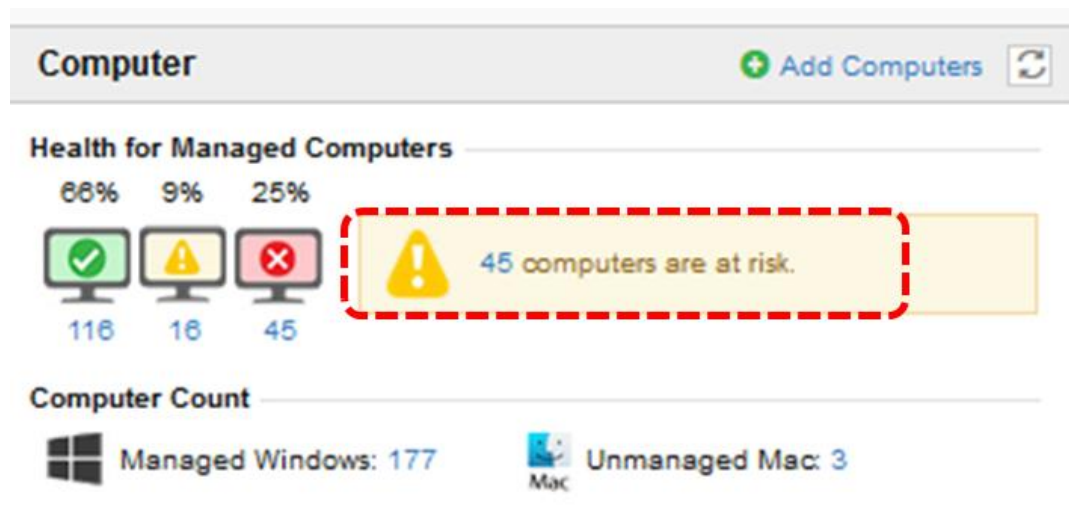 Computer
Add Computers
Health for Managed Computers
66% 9% 25%
45 computers are at risk.
116 16 45
Computer Count
Managed Windows: 177
Unmanaged Mac: 3
Mac